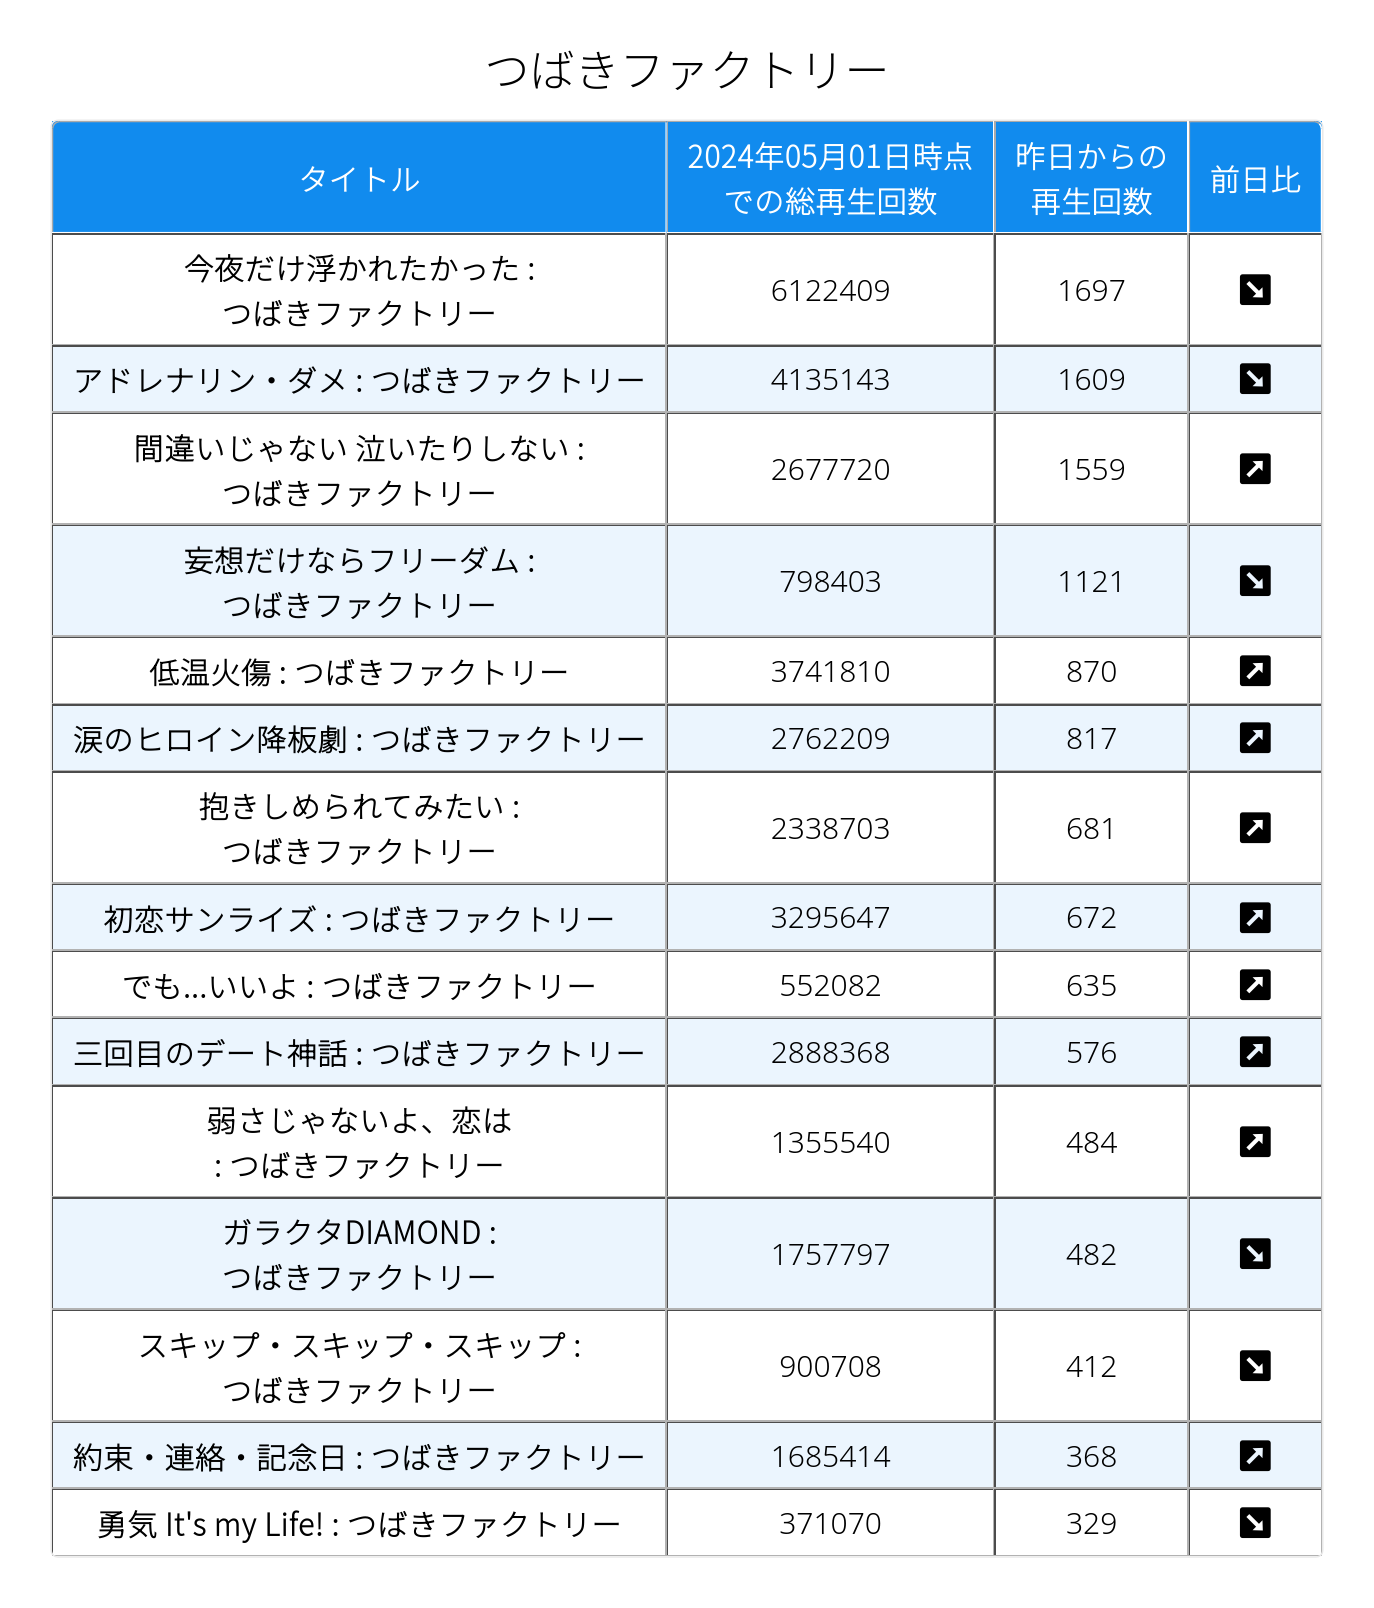 つばきファクトリー
タイトル
2024年05月01日時点
での総再生回数
昨日からの
再生回数
前日比
今夜だけ浮かれたかった :
つばきファクトリー
6122409
1697
↘
アドレナリン・ダメ : つばきファクトリー
4135143
1609
↘
間違いじゃない 泣いたりしない :
つばきファクトリー
2677720
1559
↗
妄想だけならフリーダム :
つばきファクトリー
798403
1121
↘
低温火傷 : つばきファクトリー
3741810
870
↗
涙のヒロイン降板劇 : つばきファクトリー
2762209
817
↗
抱きしめられてみたい :
つばきファクトリー
2338703
681
↗
初恋サンライズ : つばきファクトリー
3295647
672
↗
でも...いいよ : つばきファクトリー
552082
635
↗
三回目のデート神話 : つばきファクトリー
2888368
576
↗
弱さじゃないよ、恋は
: つばきファクトリー
1355540
484
↗
ガラクタDIAMOND :
つばきファクトリー
1757797
482
↘
スキップ・スキップ・スキップ :
つばきファクトリー
900708
412
↘
約束・連絡・記念日 : つばきファクトリー
1685414
368
↗
勇気 It's my Life! : つばきファクトリー
371070
329
↘